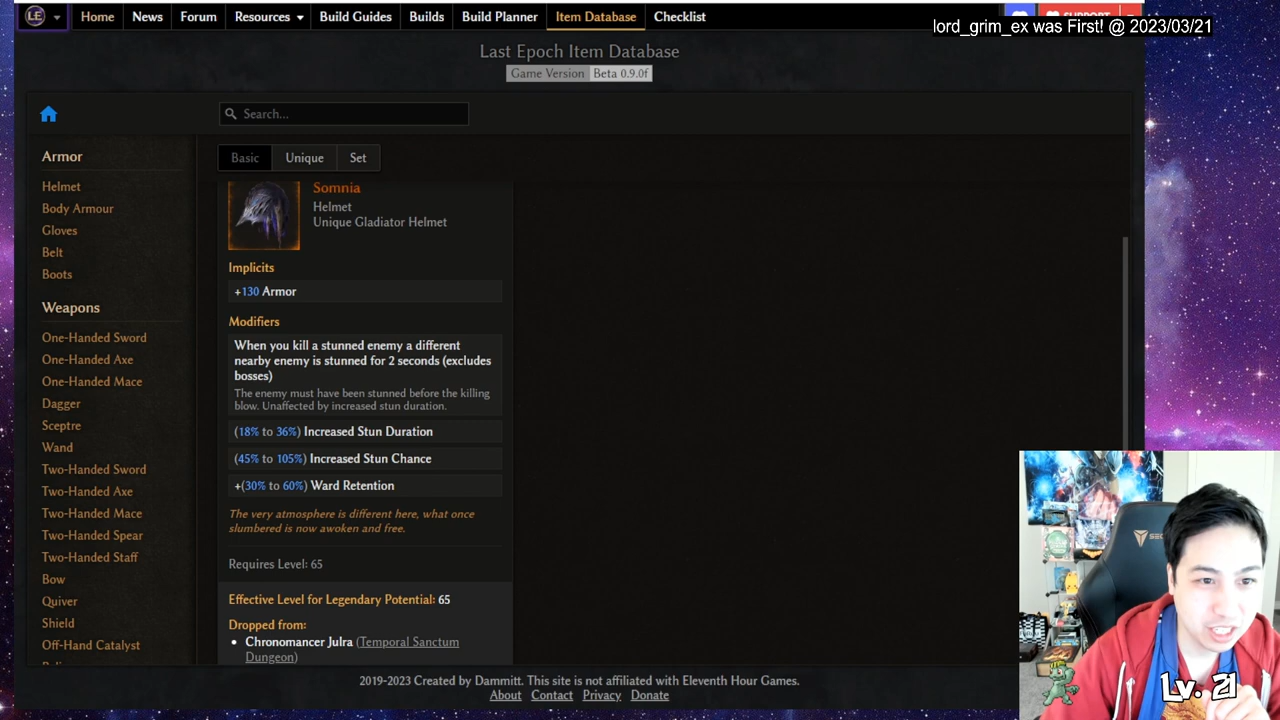 LE Home News Forum Resources Build Guides Builds Build Planner Item Database Checklist SUPPORT
lord_grim_ex was First! @ 2023/03/21
Last Epoch Item Database
Game Version Beta 0.9.0f
Search...
Armor
Helmet
Body Armour
Gloves
Belt
Boots
Weapons
One-Handed Sword
One-Handed Axe
One-Handed Mace
Dagger
Sceptre
Wand
Two-Handed Sword
Two-Handed Axe
Two-Handed Mace
Two-Handed Spear
Two-Handed Staff
Bow
Quiver
Shield
Off-Hand Catalyst
Basic Unique Set
Somnia
Helmet
Unique Gladiator Helmet
Implicits
+130 Armor
Modifiers
When you kill a stunned enemy a different
nearby enemy is stunned for 2 seconds (excludes
bosses)
The enemy must have been stunned before the killing
blow. Unaffected by increased stun duration.
(18% to 36%) Increased Stun Duration
(45% to 105%) Increased Stun Chance
+(30% to 60%) Ward Retention
The very atmosphere is different here, what once
slumbered is now awoken and free.
Requires Level: 65
Effective Level for Legendary Potential: 65
Dropped from:
• Chronomancer Julra (Temporal Sanctum
Dungeon)
2019-2023 Created by Dammitt. This site is not affiliated with Eleventh Hour Games.
About Contact Privacy Donate
Lv. 21